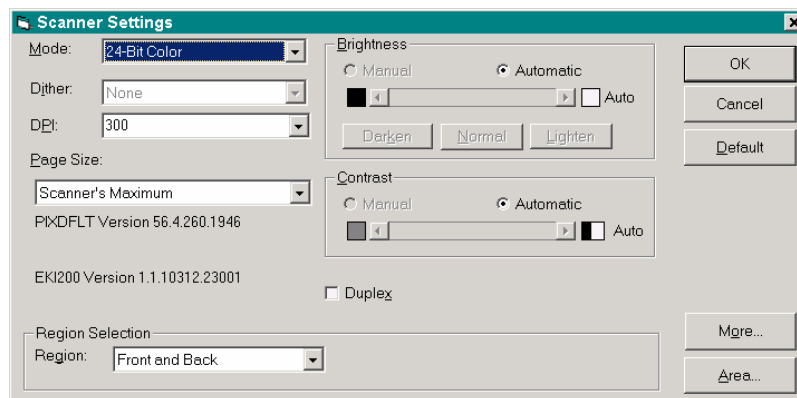 Scanner Settings
Mode:
24-Bit Color
Dither:
None
DPI:
300
Page Size:
Scanner's Maximum
PIXDFLT Version 56.4.260.1946
EKI200 Version 1.1.10312.23001
Brightness
Manual Automatic
Auto
Darken Normal Lighten
Contrast
Manual Automatic
Auto
Duplex
Region Selection
Region:
Front and Back
OK
Cancel
Default
More...
Area...